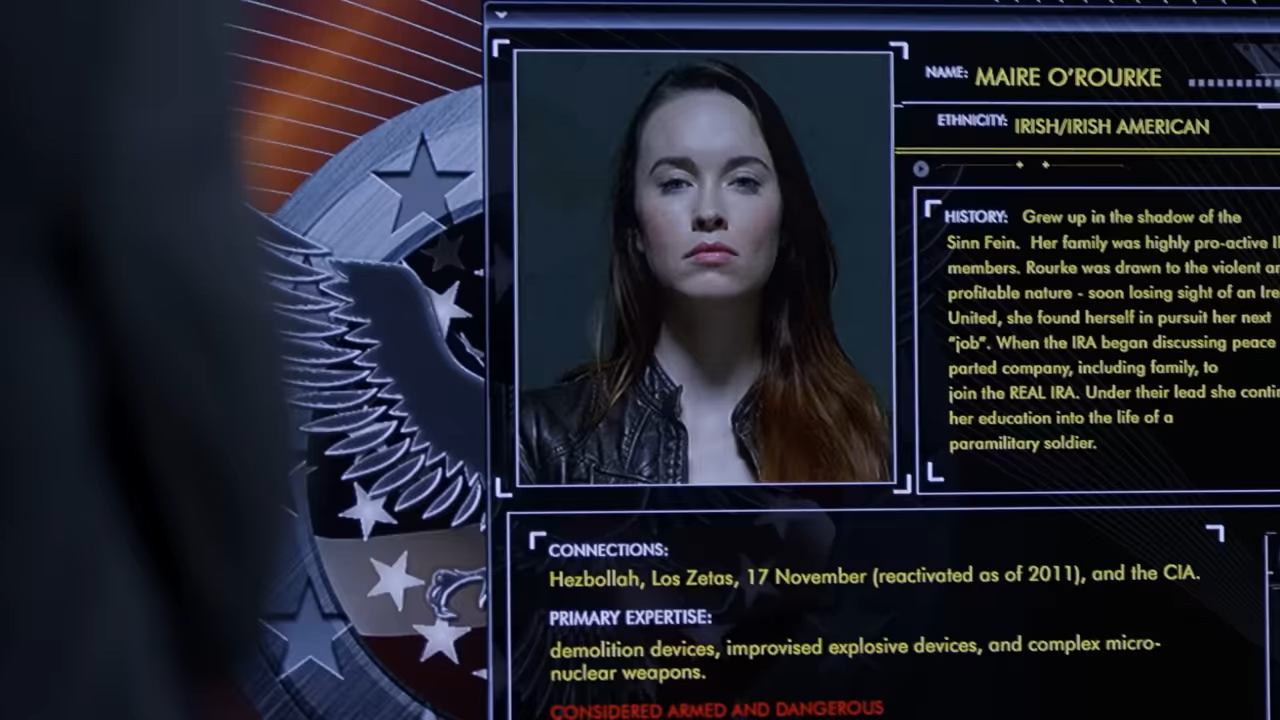 NAME: MAIRE O'ROURKE
ETHNICITY: IRISH/IRISH AMERICAN
HISTORY: Grew up in the shadow of the
Sinn Fein. Her family was highly pro-active
members. Rourke was drawn to the violent
profitable nature - soon losing sight of an
United, she found herself in pursuit her next
"job". When the IRA began discussing peace
parted company, including family, to
join the REAL IRA. Under their lead she
her education into the life of a
paramilitary soldier.
CONNECTIONS:
Hezbollah, Los Zetas, 17 November (reactivated as of 2011), and the CIA.
PRIMARY EXPERTISE:
demolition devices, improvised explosive devices, and complex micro-
nuclear weapons.
CONSIDERED ARMED AND DANGEROUS